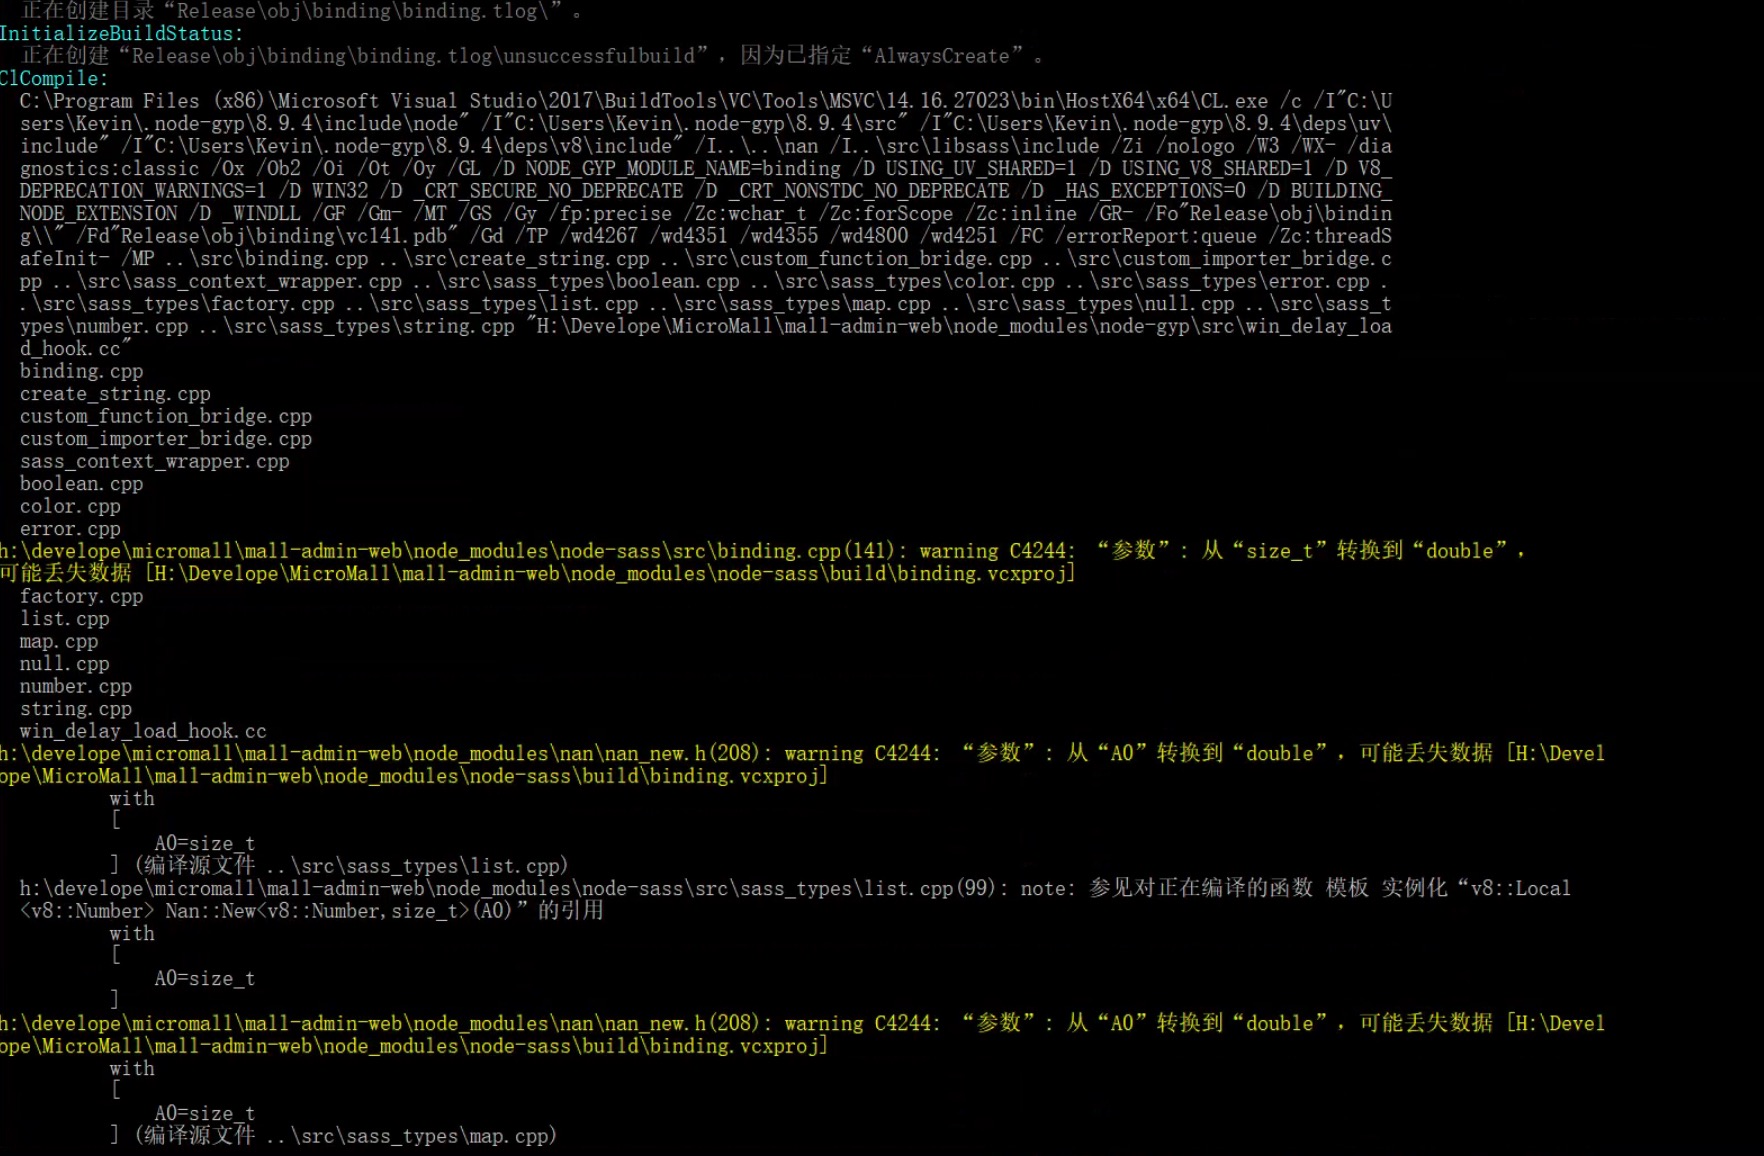 正在创建目录“Release\obj\binding\binding.tlog\”。
InitializeBuildStatus:
正在创建“Release\obj\binding\binding.tlog\unsuccessfulbuild”，因为已指定“AlwaysCreate”。
ClCompile:
C:\Program Files (x86)\Microsoft Visual Studio\2017\BuildTools\VC\Tools\MSVC\14.16.27023\bin\HostX64\x64\CL.exe /c /I"C:\U
sers\Kevin\.node-gyp\8.9.4\include\node" /I"C:\Users\Kevin\.node-gyp\8.9.4\src" /I"C:\Users\Kevin\.node-gyp\8.9.4\deps\uv\
include" /I"C:\Users\Kevin\.node-gyp\8.9.4\deps\v8\include" /I..\..\nan /I..\src\libsass\include /Zi /nologo /W3 /WX- /dia
gnostics:classic /Ox /Ob2 /Oi /Ot /Oy /GL /D NODE_GYP_MODULE_NAME=binding /D USING_UV_SHARED=1 /D USING_V8_SHARED=1 /D V8_
DEPRECATION_WARNINGS=1 /D WIN32 /D _CRT_SECURE_NO_DEPRECATE /D _CRT_NONSTDC_NO_DEPRECATE /D _HAS_EXCEPTIONS=0 /D BUILDING_
NODE_EXTENSION /D _WINDLL /GF /Gm- /MT /GS /Gy /fp:precise /Zc:wchar_t /Zc:forScope /Zc:inline /GR- /Fo"Release\obj\bindin
g\\" /Fd"Release\obj\binding\vc141.pdb" /Gd /TP /wd4267 /wd4351 /wd4355 /wd4800 /wd4251 /FC /errorReport:queue /Zc:threadS
afeInit- /MP ..\src\binding.cpp ..\src\create_string.cpp ..\src\custom_function_bridge.cpp ..\src\custom_importer_bridge.c
pp ..\src\sass_context_wrapper.cpp ..\src\sass_types\boolean.cpp ..\src\sass_types\color.cpp ..\src\sass_types\error.cpp .
.\src\sass_types\factory.cpp ..\src\sass_types\list.cpp ..\src\sass_types\map.cpp ..\src\sass_types\null.cpp ..\src\sass_t
ypes\number.cpp ..\src\sass_types\string.cpp "H:\Develope\MicroMall\mall-admin-web\node_modules\node-gyp\src\win_delay_loa
d_hook.cc"
binding.cpp
create_string.cpp
custom_function_bridge.cpp
custom_importer_bridge.cpp
sass_context_wrapper.cpp
boolean.cpp
color.cpp
error.cpp
h:\develope\micromall\mall-admin-web\node_modules\node-sass\src\binding.cpp(141): warning C4244: “参数”: 从“size_t”转换到“double”，
可能丢失数据 [H:\Develope\MicroMall\mall-admin-web\node_modules\node-sass\build\binding.vcxproj]
factory.cpp
list.cpp
map.cpp
null.cpp
number.cpp
string.cpp
win_delay_load_hook.cc
h:\develope\micromall\mall-admin-web\node_modules\nan\nan_new.h(208): warning C4244: “参数”: 从“A0”转换到“double”，可能丢失数据 [H:\Devel
ope\MicroMall\mall-admin-web\node_modules\node-sass\build\binding.vcxproj]
with
[
A0=size_t
] (编译源文件 ..\src\sass_types\list.cpp)
h:\develope\micromall\mall-admin-web\node_modules\node-sass\src\sass_types\list.cpp(99): note: 参见对正在编译的函数 模板 实例化“v8::Local
<v8::Number> Nan::New<v8::Number,size_t>(A0)”的引用
with
[
A0=size_t
]
h:\develope\micromall\mall-admin-web\node_modules\nan\nan_new.h(208): warning C4244: “参数”: 从“A0”转换到“double”，可能丢失数据 [H:\Devel
ope\MicroMall\mall-admin-web\node_modules\node-sass\build\binding.vcxproj]
with
[
A0=size_t
] (编译源文件 ..\src\sass_types\map.cpp)